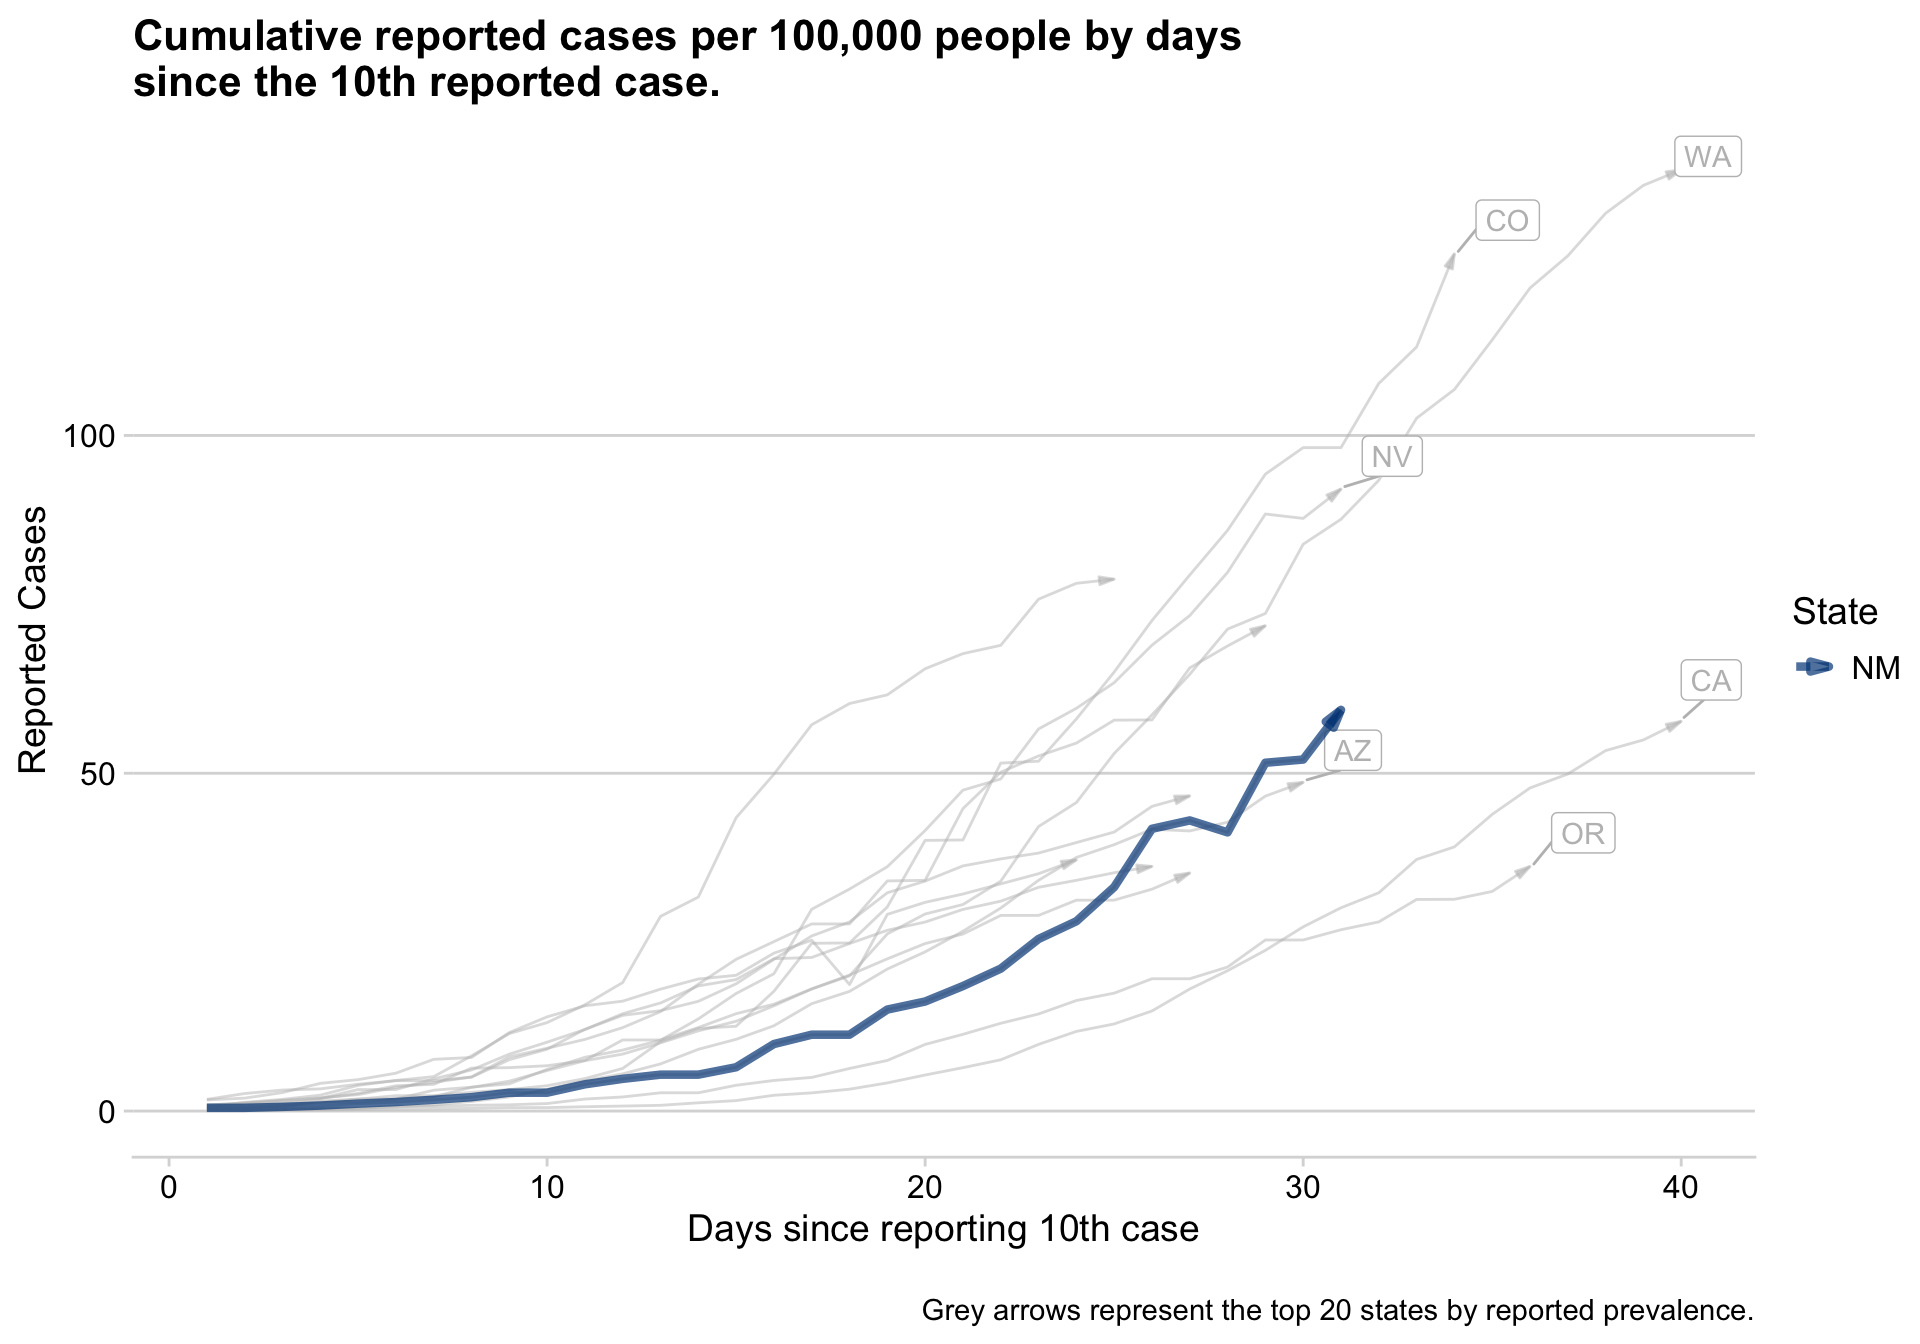 Cumulative reported cases per 100,000 people by days
since the 10th reported case.
WA
CO
100
NV
Reported Cases
State
NM
CA
AZ
50
OR
0
0 10 20 30 40
Days since reporting 10th case
Grey arrows represent the top 20 states by reported prevalence.